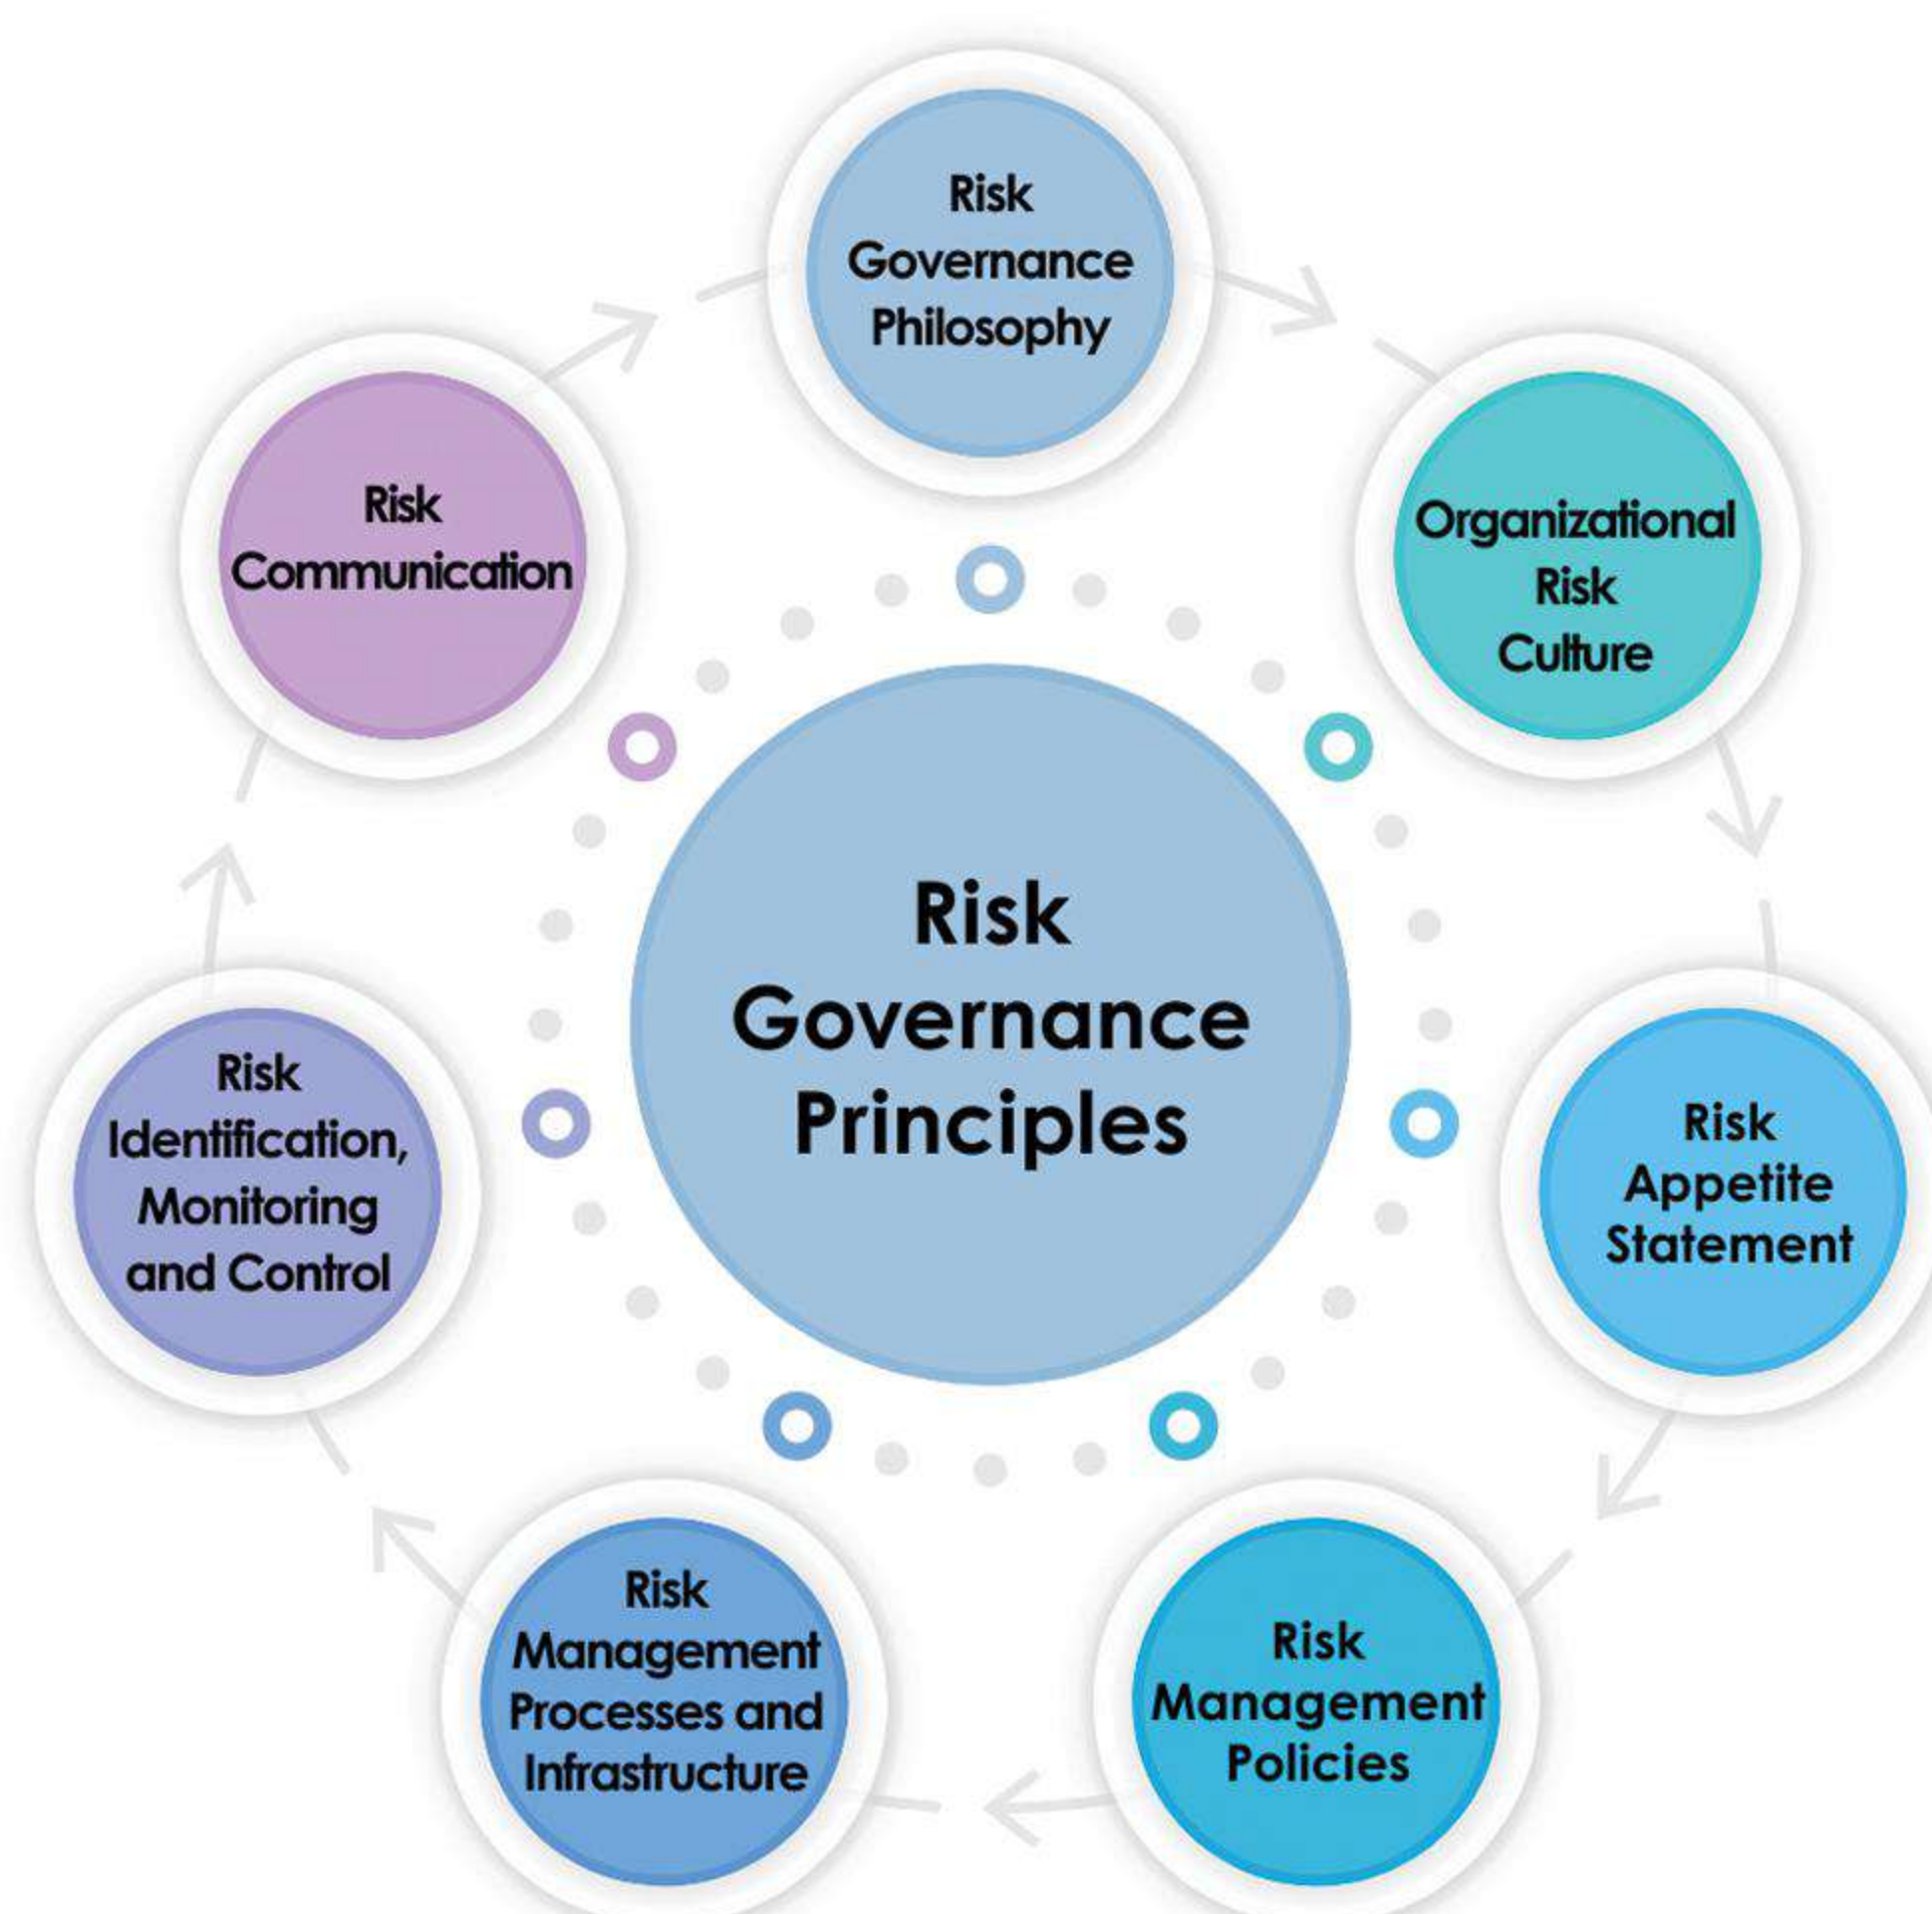 Risk
Governance
Philosophy
Organizational
Risk
Culture
Risk
Appetite
Statement
Risk
Management
Policies
Risk
Management
Processes and
Infrastructure
Risk
Identification,
Monitoring
and Control
Risk
Communication
Risk
Governance
Principles